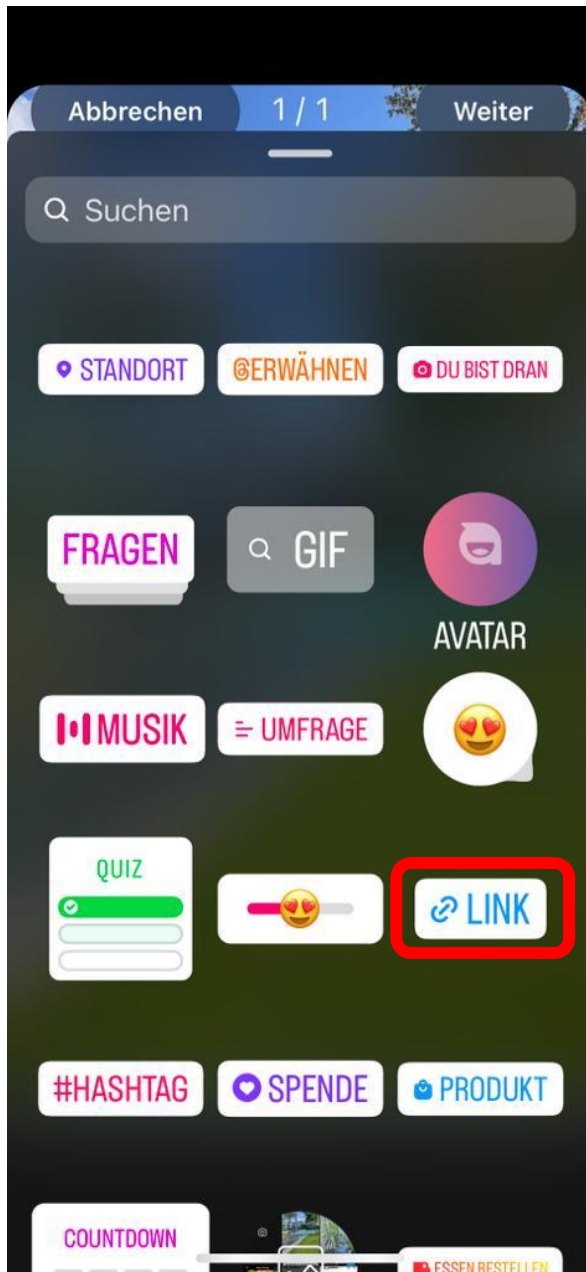 Abbrechen 1 / 1 Weiter
Suchen
STANDORT @ERWÄHNEN DU BIST DRAN
FRAGEN GIF
AVATAR
MUSIK UMFRAGE
QUIZ
LINK
#HASHTAG SPENDE PRODUKT
COUNTDOWN
ESSEN BESTELLEN